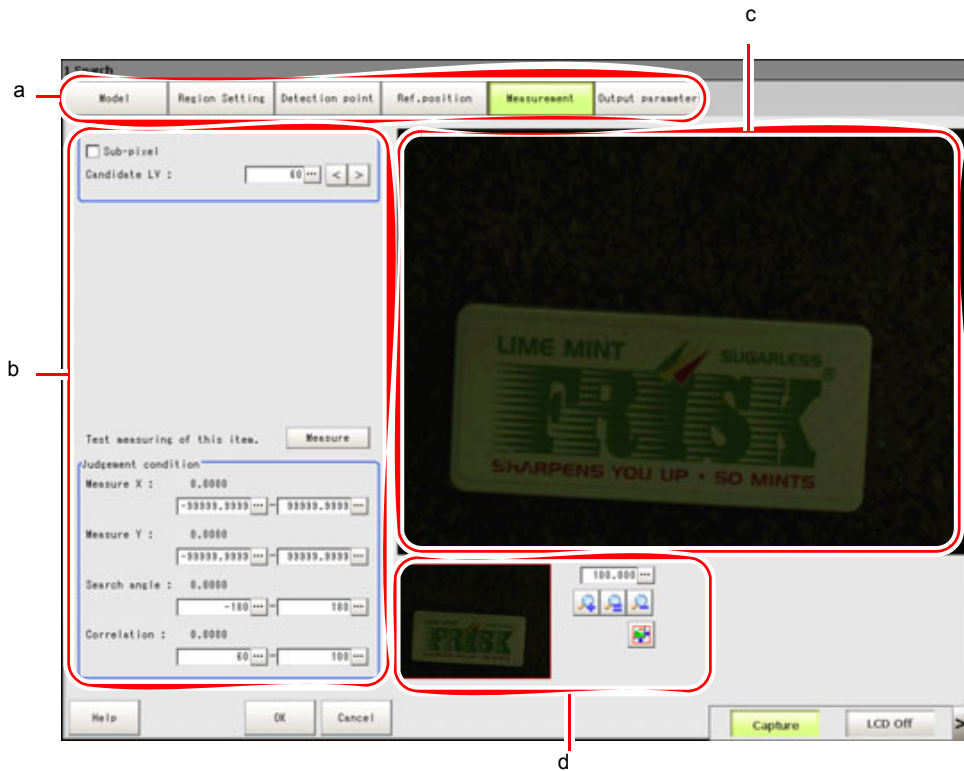 c
1.Search
a
Model Region Setting Detection point Ref.position Measurement Output parameter
Sub-pixel
Candidate LV : 60 ... < >
LIME MINT SUGARLESS
FRISK ®
SHARPENS YOU UP · 50 MINTS
b
Test measuring of this item. Measure
Judgement condition
Measure X : 0.0000
-99999.9999 ... - 99999.9999 ...
Measure Y : 0.0000
-99999.9999 ... - 99999.9999 ...
Search angle : 0.0000
-180 ... - 180 ...
Correlation : 0.0000
60 ... - 100 ...
100.000 ...
FRISK
Help OK Cancel
Capture LCD Off >
d